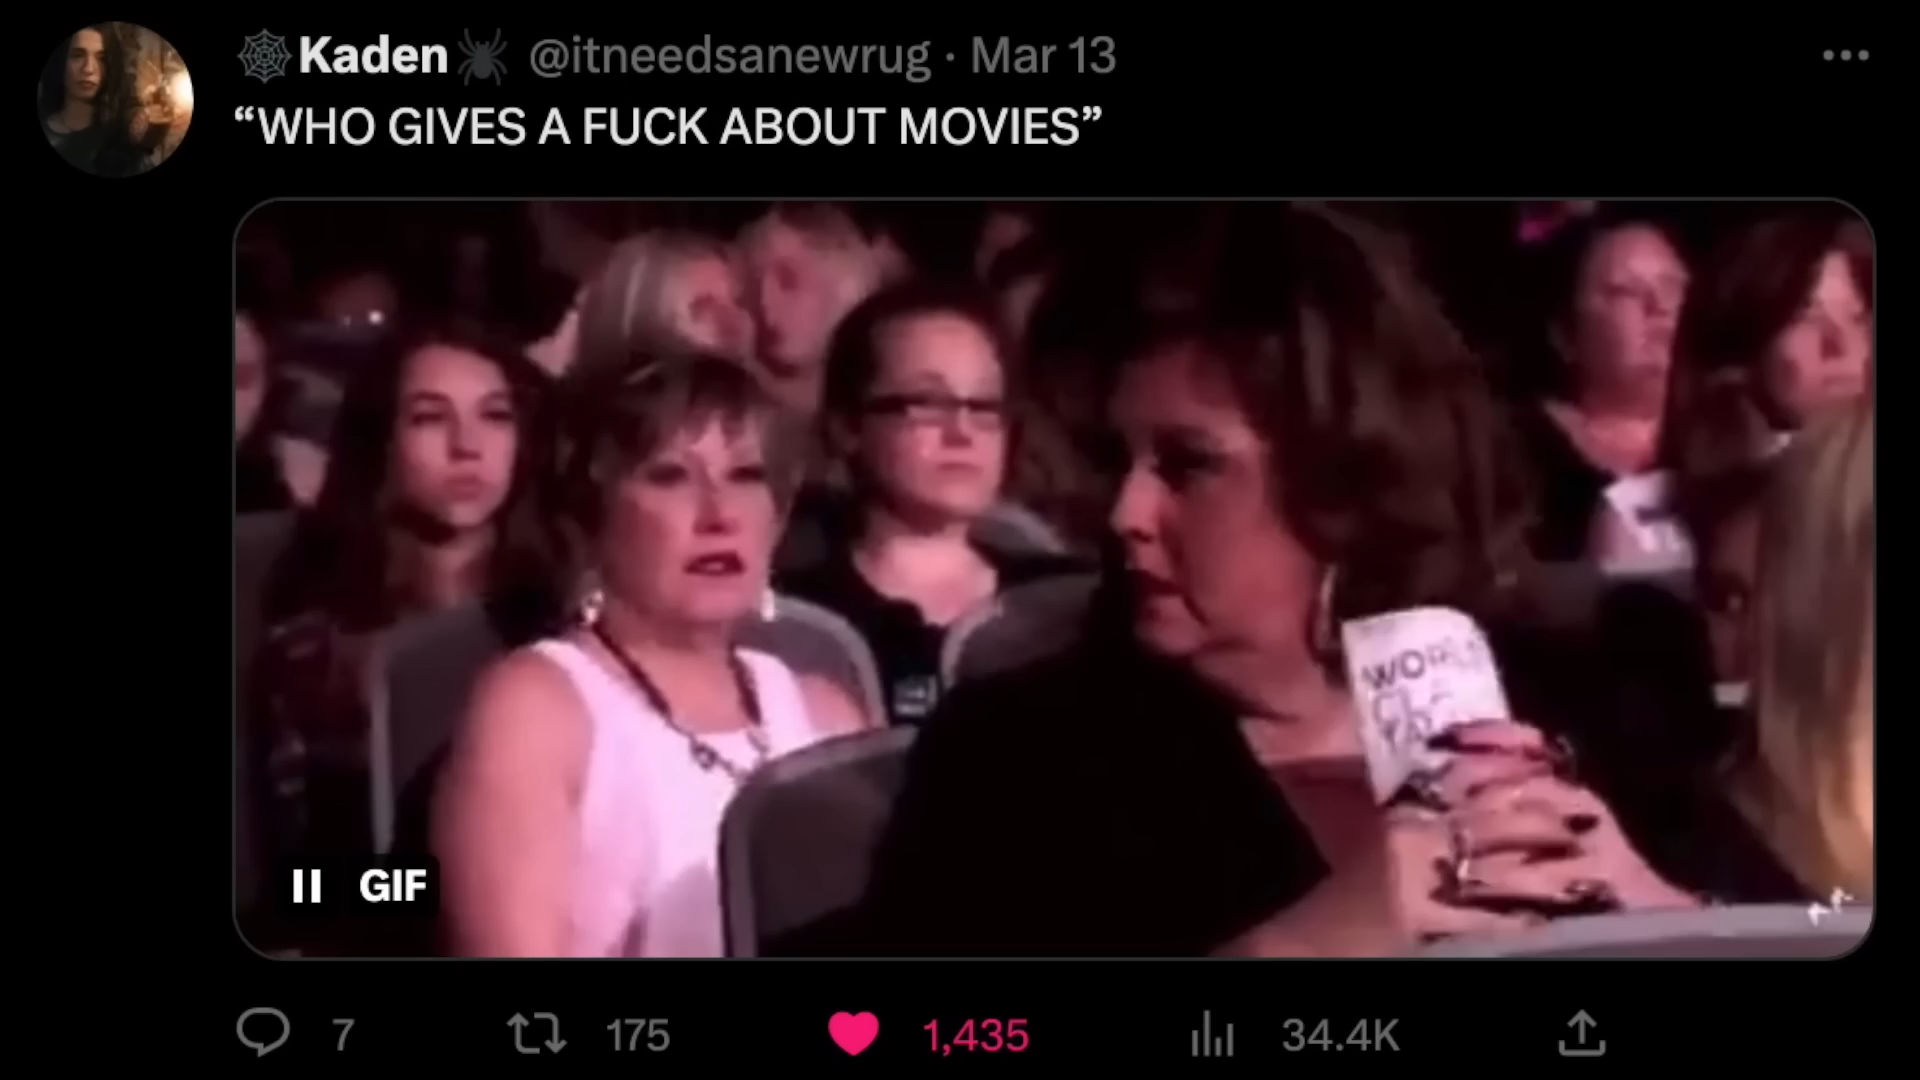 🕸️Kaden🕷️ @itneedsanewrug · Mar 13
“WHO GIVES A FUCK ABOUT MOVIES”
GIF
7 175 1,435 34.4K